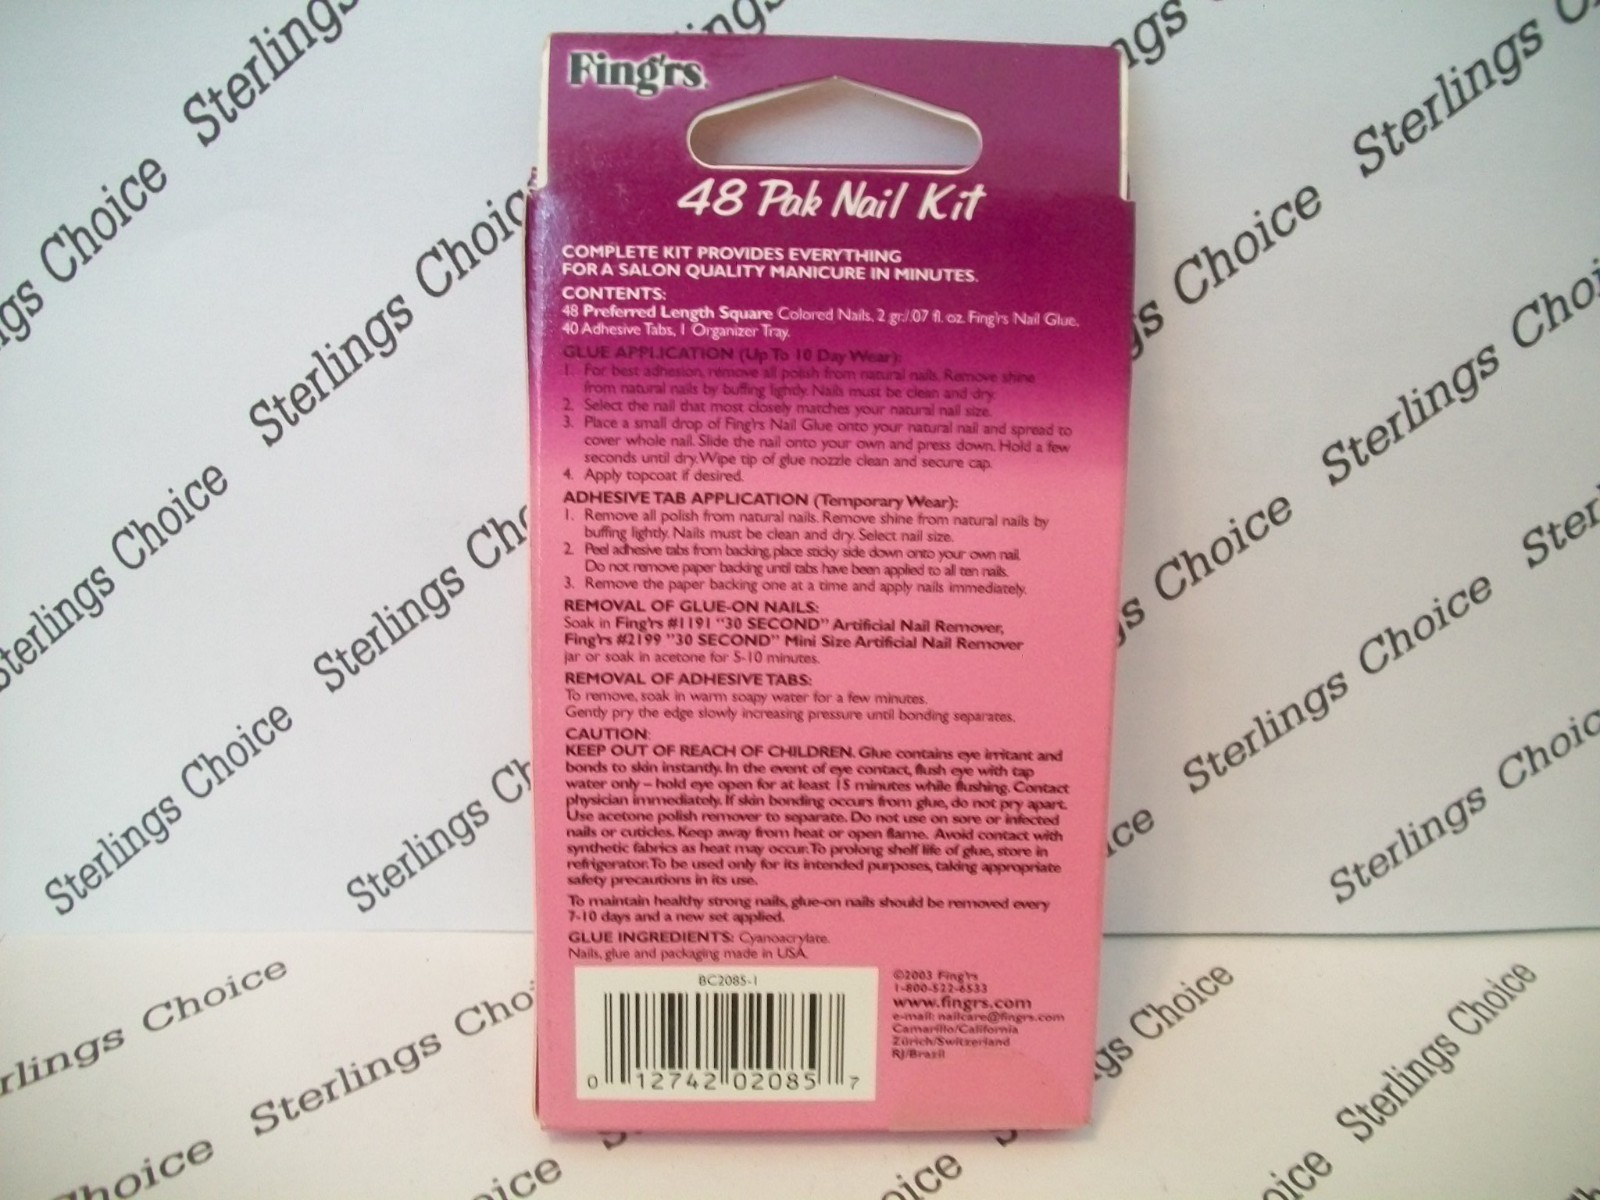 Fing'rs
48 Pak Nail Kit
COMPLETE KIT PROVIDES EVERYTHING
FOR A SALON QUALITY MANICURE IN MINUTES.
CONTENTS:
48 Preferred Length Square Colored Nails, 2 gr./.07 fl. oz. Fing'rs Nail Glue,
40 Adhesive Tabs, 1 Organizer Tray.
GLUE APPLICATION (Up To 10 Day Wear):
1. For best adhesion, remove all polish from natural nails. Remove shine
from natural nails by buffing lightly. Nails must be clean and dry.
2. Select the nail that most closely matches your natural nail size.
3. Place a small drop of Fing'rs Nail Glue onto your natural nail and spread to
cover whole nail. Slide the nail onto your own and press down. Hold a few
seconds until dry. Wipe tip of glue nozzle clean and secure cap.
4. Apply topcoat if desired.
ADHESIVE TAB APPLICATION (Temporary Wear):
1. Remove all polish from natural nails. Remove shine from natural nails by
buffing lightly. Nails must be clean and dry. Select nail size.
2. Peel adhesive tabs from backing, place sticky side down onto your own nail.
Do not remove paper backing until tabs have been applied to all ten nails.
3. Remove the paper backing one at a time and apply nails immediately.
REMOVAL OF GLUE-ON NAILS:
Soak in Fing'rs #1191 "30 SECOND" Artificial Nail Remover,
Fing'rs #2199 "30 SECOND" Mini Size Artificial Nail Remover
jar or soak in acetone for 5-10 minutes.
REMOVAL OF ADHESIVE TABS:
To remove, soak in warm soapy water for a few minutes.
Gently pry the edge slowly increasing pressure until bonding separates.
CAUTION:
KEEP OUT OF REACH OF CHILDREN. Glue contains eye irritant and
bonds to skin instantly. In the event of eye contact, flush eye with tap
water only – hold eye open for at least 15 minutes while flushing. Contact
physician immediately. If skin bonding occurs from glue, do not pry apart.
Use acetone polish remover to separate. Do not use on sore or infected
nails or cuticles. Keep away from heat or open flame. Avoid contact with
synthetic fabrics as heat may occur. To prolong shelf life of glue, store in
refrigerator. To be used only for its intended purposes, taking appropriate
safety precautions in its use.
To maintain healthy strong nails, glue-on nails should be removed every
7-10 days and a new set applied.
GLUE INGREDIENTS: Cyanoacrylate.
Nails, glue and packaging made in USA.
BC2085-1
0 12742 02085 7
©2003 Fing'rs
1-800-522-6533
www.fingrs.com
e-mail: nailcare@fingrs.com
Camarillo/California
Zürich/Switzerland
RJ/Brazil
Sterlings Choice
Sterlings Choice
Sterlings Choice
Sterlings Choice
Sterlings Choice
Sterlings Choice
Sterlings Choice
Sterlings Choice
Sterlings Choice
Sterlings Choice
Sterlings Choice
Sterlings Choice